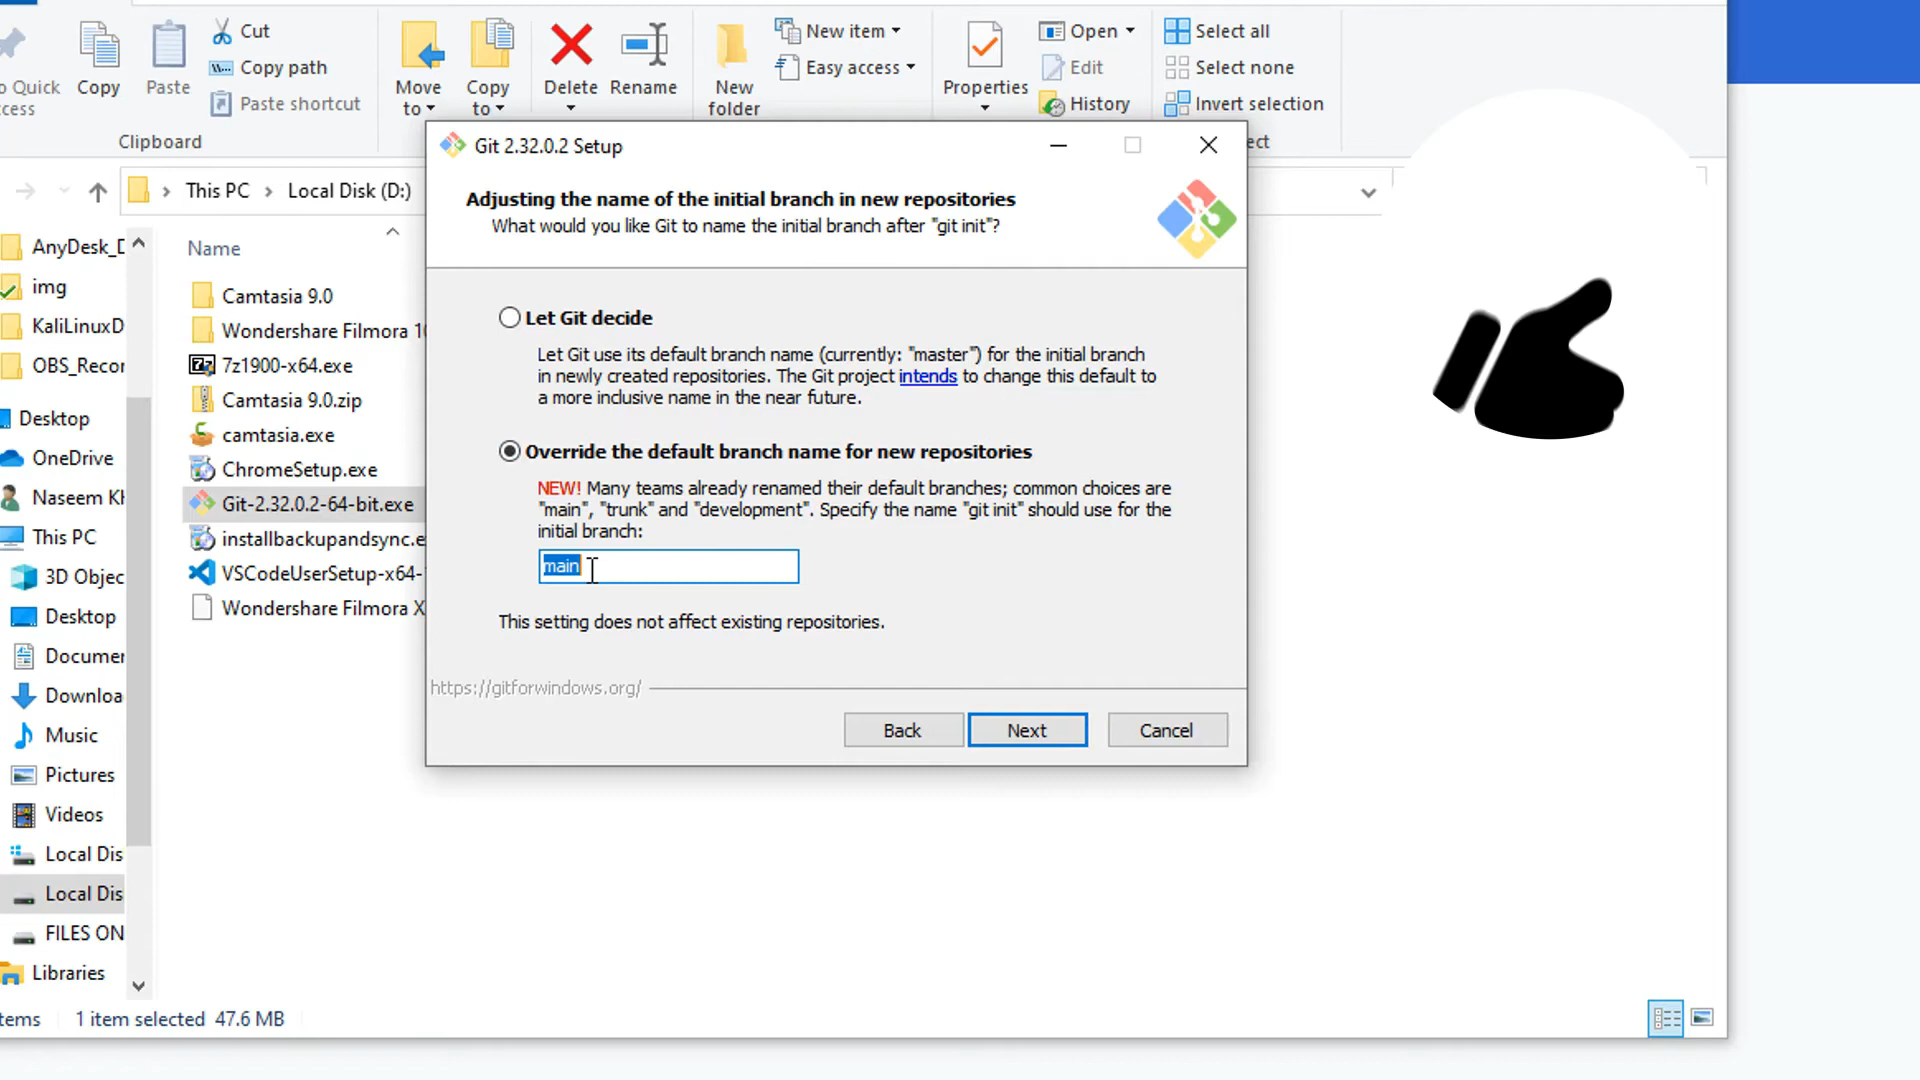 Cut
Copy path
Paste shortcut
o Quick
cess
Copy
Paste
Clipboard
Move
to
Copy
to
Delete
Rename
New
folder
New item
Easy access
Properties
Open
Edit
History
Select all
Select none
Invert selection
ect
This PC
Local Disk (D:)
AnyDesk_D
img
KaliLinuxD
OBS_Recor
Desktop
OneDrive
Naseem Kh
This PC
3D Objec
Desktop
Documen
Downloa
Music
Pictures
Videos
Local Dis
Local Dis
FILES ON
Libraries
Name
Camtasia 9.0
Wondershare Filmora 10
7z1900-x64.exe
Camtasia 9.0.zip
camtasia.exe
ChromeSetup.exe
Git-2.32.0.2-64-bit.exe
installbackupandsync.e
VSCodeUserSetup-x64-
Wondershare Filmora X
Git 2.32.0.2 Setup
Adjusting the name of the initial branch in new repositories
What would you like Git to name the initial branch after "git init"?
Let Git decide
Let Git use its default branch name (currently: "master") for the initial branch
in newly created repositories. The Git project intends to change this default to
a more inclusive name in the near future.
Override the default branch name for new repositories
NEW! Many teams already renamed their default branches; common choices are
"main", "trunk" and "development". Specify the name "git init" should use for the
initial branch:
main
This setting does not affect existing repositories.
https://gitforwindows.org/
Back
Next
Cancel
tems
1 item selected 47.6 MB